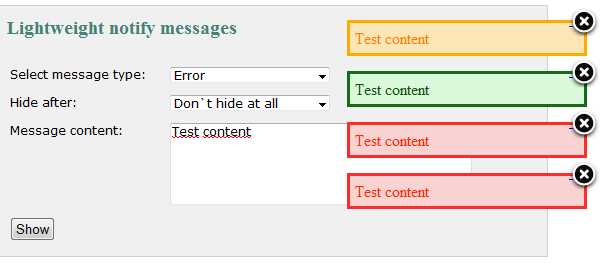 Lightweight notify messages
Select message type: Error
Hide after: Don`t hide at all
Message content: Test content
Show
Test content
Test content
Test content
Test content